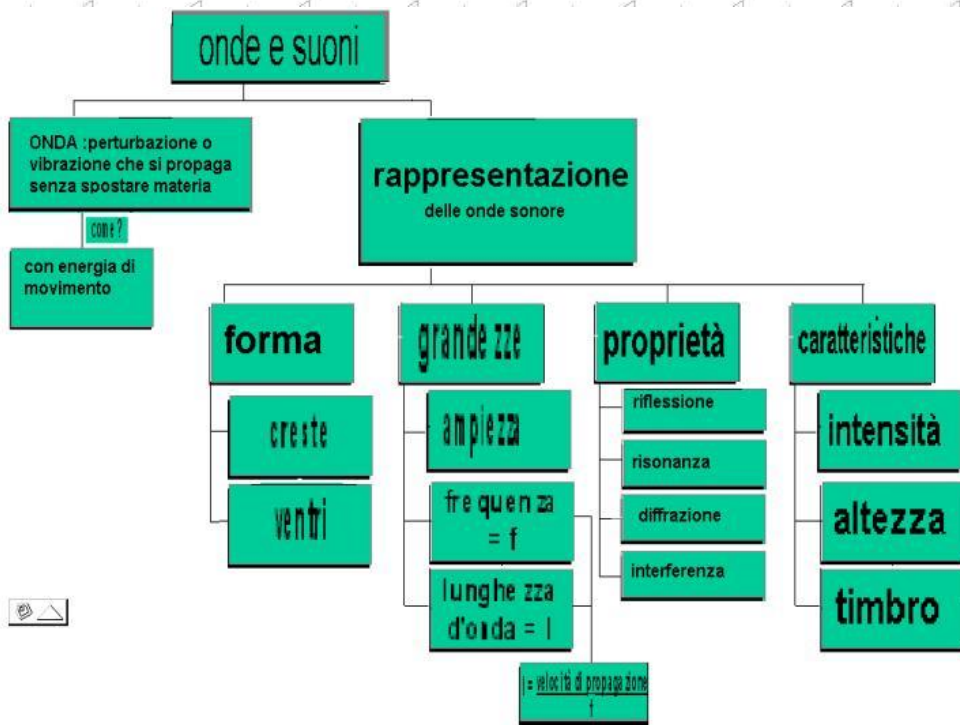 onde e suoni
ONDA :perturbazione o
vibrazione che si propaga
senza spostare materia
come ?
con energia di
movimento
rappresentazione
delle onde sonore
forma
creste
ventri
grandezze
ampiezza
frequenza
= f
lunghezza
d'onda = l
l = velocità di propagazione
f
proprietà
riflessione
risonanza
diffrazione
interferenza
caratteristiche
intensità
altezza
timbro